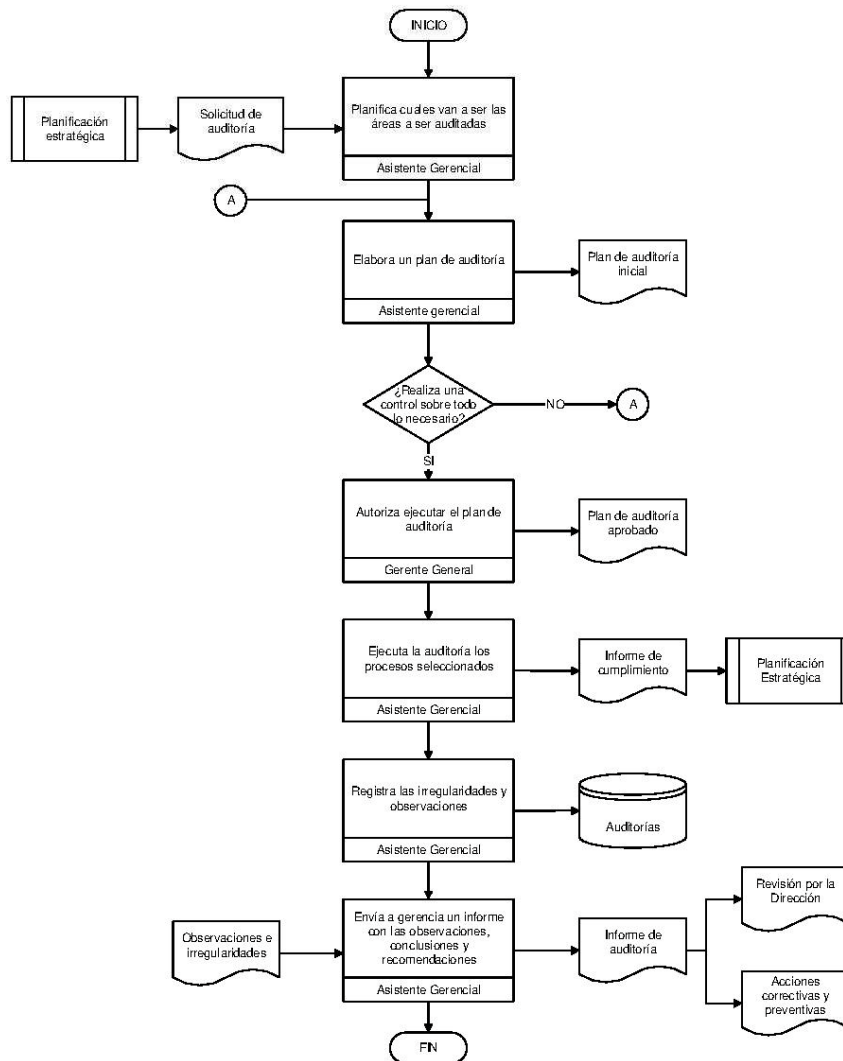 INICIO
Planificación
estratégica
Solicitud de
auditoría
Planifica cuales van a ser las
áreas a ser auditadas
Asistente Gerencial
A
Elabora un plan de auditoría
Asistente gerencial
Plan de auditoría
inicial
¿Realiza una
control sobre todo
lo necesario?
NO
A
SI
Autoriza ejecutar el plan de
auditoría
Gerente General
Plan de auditoría
aprobado
Ejecuta la auditoría los
procesos seleccionados
Asistente Gerencial
Informe de
cumplimiento
Planificación
Estratégica
Registra las irregularidades y
observaciones
Asistente Gerencial
Auditorías
Observaciones e
irregularidades
Envía a gerencia un informe
con las observaciones,
conclusiones y
recomendaciones
Asistente Gerencial
Informe de
auditoría
Revisión por la
Dirección
Acciones
correctivas y
preventivas
FIN